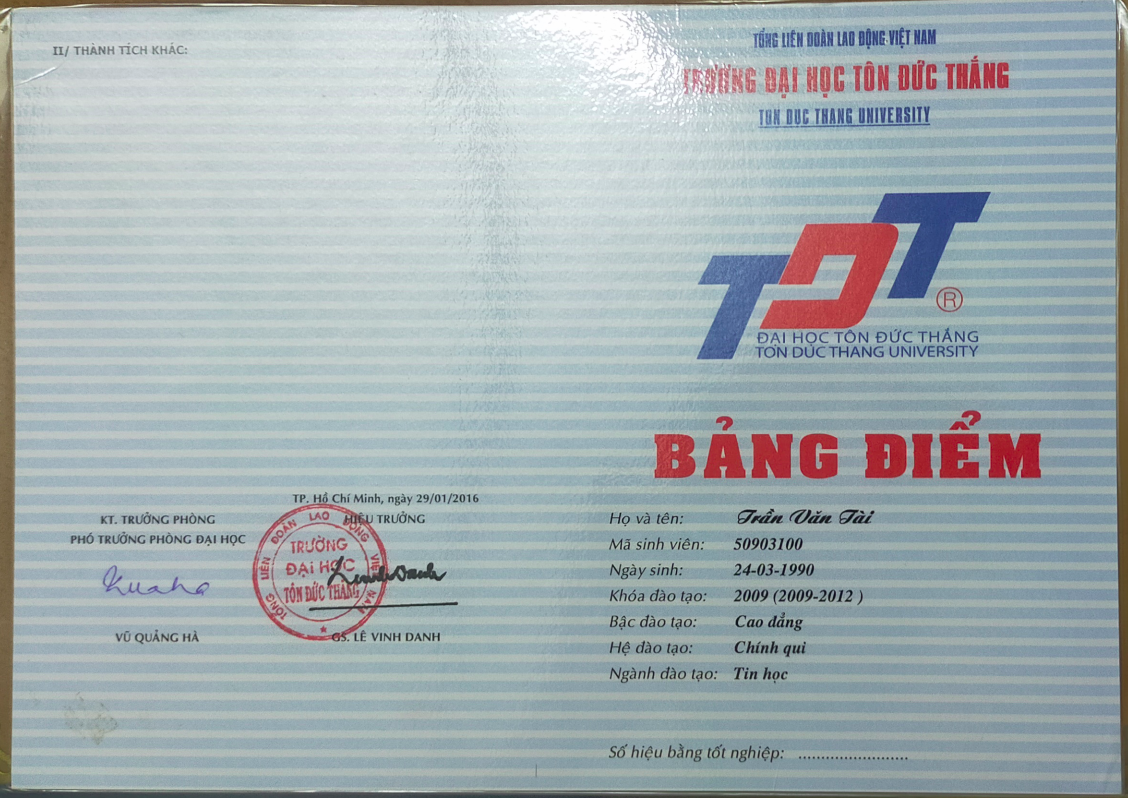 II/ THÀNH TÍCH KHÁC:
TP. Hồ Chí Minh, ngày 29/01/2016
KT. TRƯỞNG PHÒNG
PHÓ TRƯỞNG PHÒNG ĐẠI HỌC
HIỆU TRƯỞNG
TỔNG LIÊN ĐOÀN LAO ĐỘNG VIỆT NAM
TRƯỜNG
ĐẠI HỌC
TÔN ĐỨC THẮNG
VŨ QUẢNG HÀ
GS. LÊ VINH DANH
TỔNG LIÊN ĐOÀN LAO ĐỘNG VIỆT NAM
TRƯỜNG ĐẠI HỌC TÔN ĐỨC THẮNG
TON DUC THANG UNIVERSITY
TDT ®
ĐẠI HỌC TÔN ĐỨC THẮNG
TON DUC THANG UNIVERSITY
BẢNG ĐIỂM
Họ và tên: Trần Văn Tài
Mã sinh viên: 50903100
Ngày sinh: 24-03-1990
Khóa đào tạo: 2009 (2009-2012 )
Bậc đào tạo: Cao đẳng
Hệ đào tạo: Chính qui
Ngành đào tạo: Tin học
Số hiệu bằng tốt nghiệp: ........................